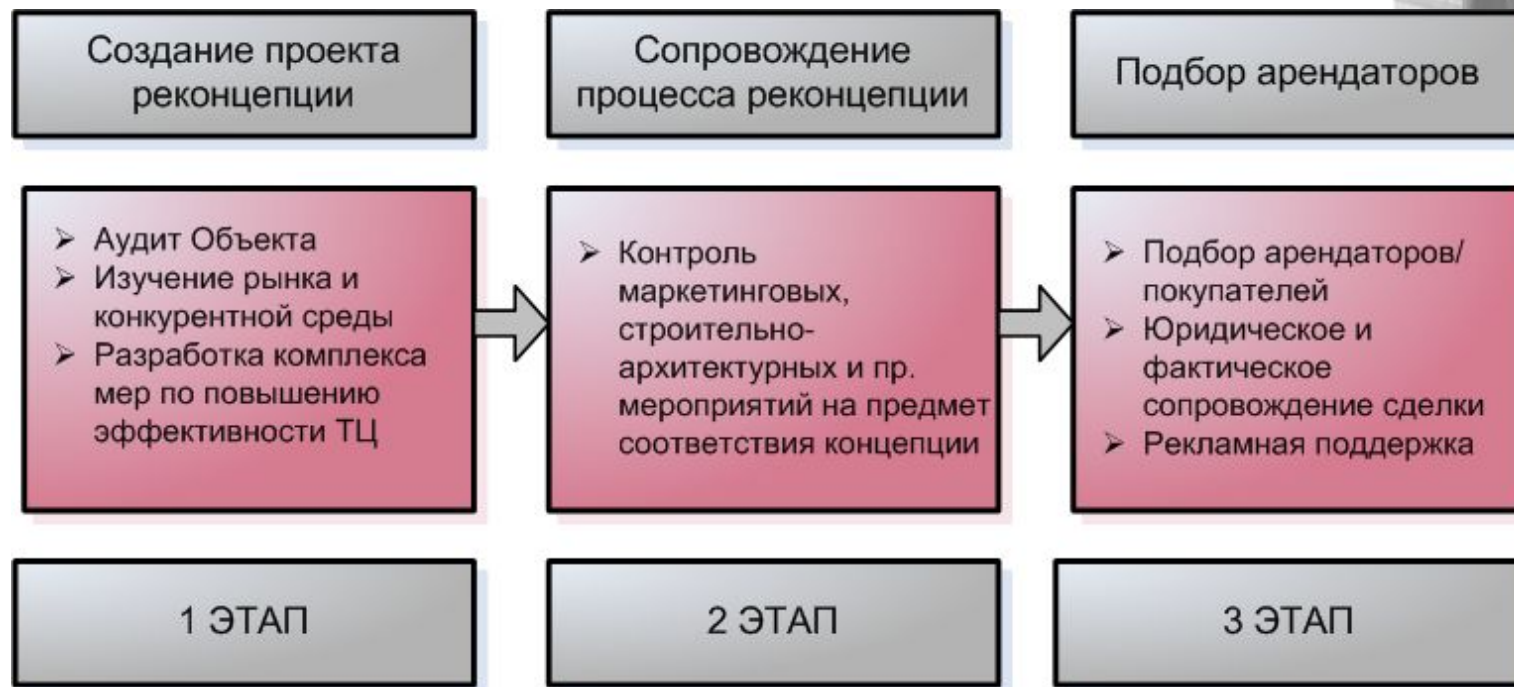 Создание проекта
реконцепции
Сопровождение
процесса реконцепции
Подбор арендаторов
➢ Аудит Объекта
➢ Изучение рынка и
конкурентной среды
➢ Разработка комплекса
мер по повышению
эффективности ТЦ
➢ Контроль
маркетинговых,
строительно-
архитектурных и пр.
мероприятий на предмет
соответствия концепции
➢ Подбор арендаторов/
покупателей
➢ Юридическое и
фактическое
сопровождение сделки
➢ Рекламная поддержка
1 ЭТАП
2 ЭТАП
3 ЭТАП